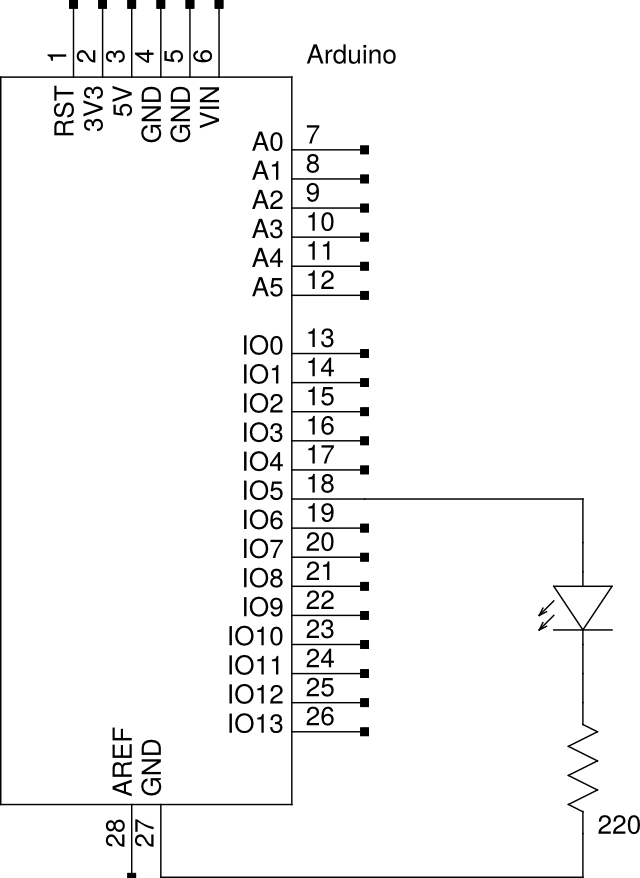 Arduino
1 2 3 4 5 6
RST 3V3 5V GND GND VIN
A0 7
A1 8
A2 9
A3 10
A4 11
A5 12
IO0 13
IO1 14
IO2 15
IO3 16
IO4 17
IO5 18
IO6 19
IO7 20
IO8 21
IO9 22
IO10 23
IO11 24
IO12 25
IO13 26
AREF GND
28 27
220